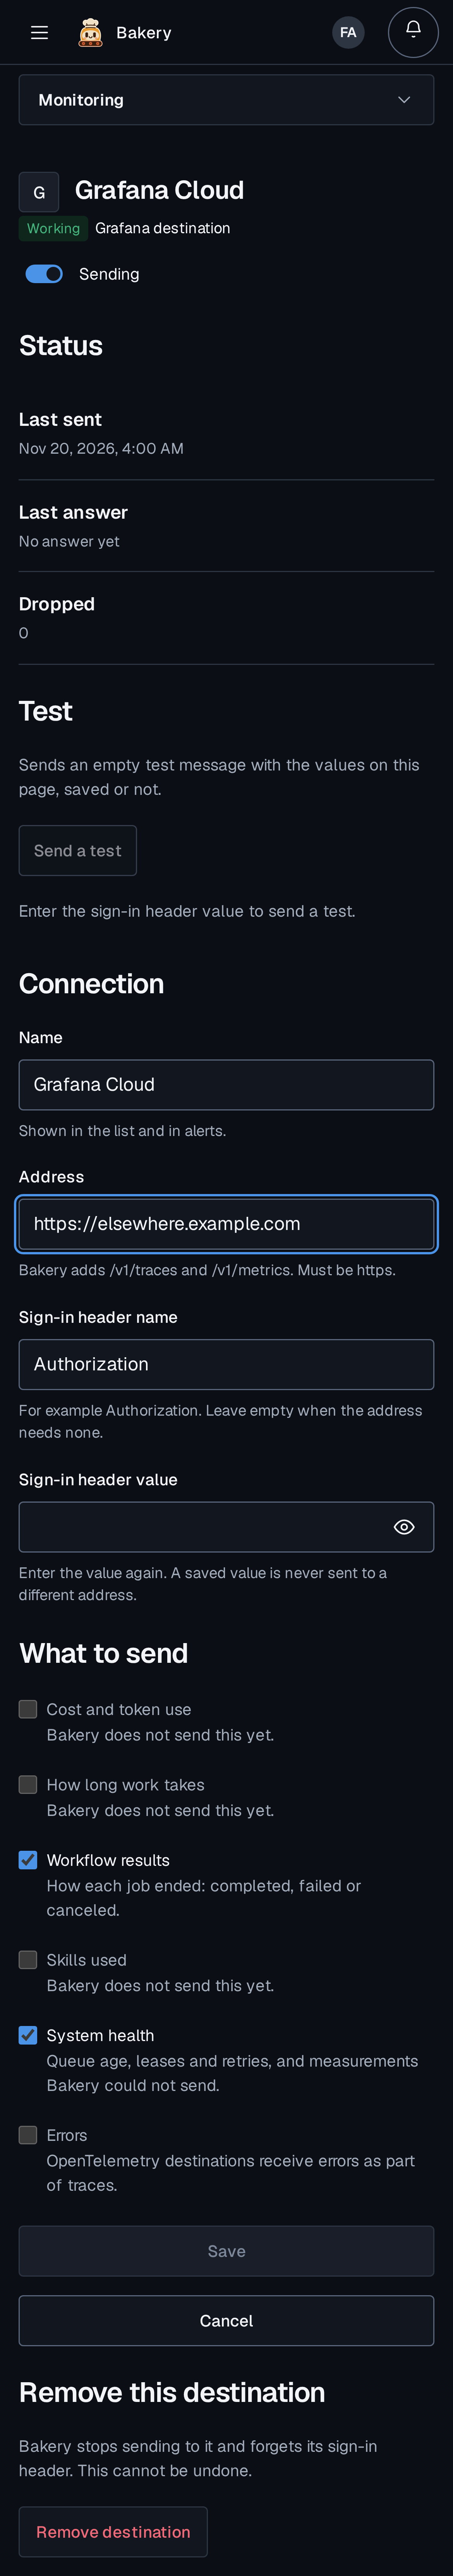 Bakery
FA
Monitoring
G
Grafana Cloud
Working
Grafana destination
Sending
Status
Last sent
Nov 20, 2026, 4:00 AM
Last answer
No answer yet
Dropped
0
Test
Sends an empty test message with the values on this
page, saved or not.
Send a test
Enter the sign-in header value to send a test.
Connection
Name
Grafana Cloud
Shown in the list and in alerts.
Address
https://elsewhere.example.com
Bakery adds /v1/traces and /v1/metrics. Must be https.
Sign-in header name
Authorization
For example Authorization. Leave empty when the address
needs none.
Sign-in header value
Enter the value again. A saved value is never sent to a
different address.
What to send
Cost and token use
Bakery does not send this yet.
How long work takes
Bakery does not send this yet.
Workflow results
How each job ended: completed, failed or
canceled.
Skills used
Bakery does not send this yet.
System health
Queue age, leases and retries, and measurements
Bakery could not send.
Errors
OpenTelemetry destinations receive errors as part
of traces.
Save
Cancel
Remove this destination
Bakery stops sending to it and forgets its sign-in
header. This cannot be undone.
Remove destination